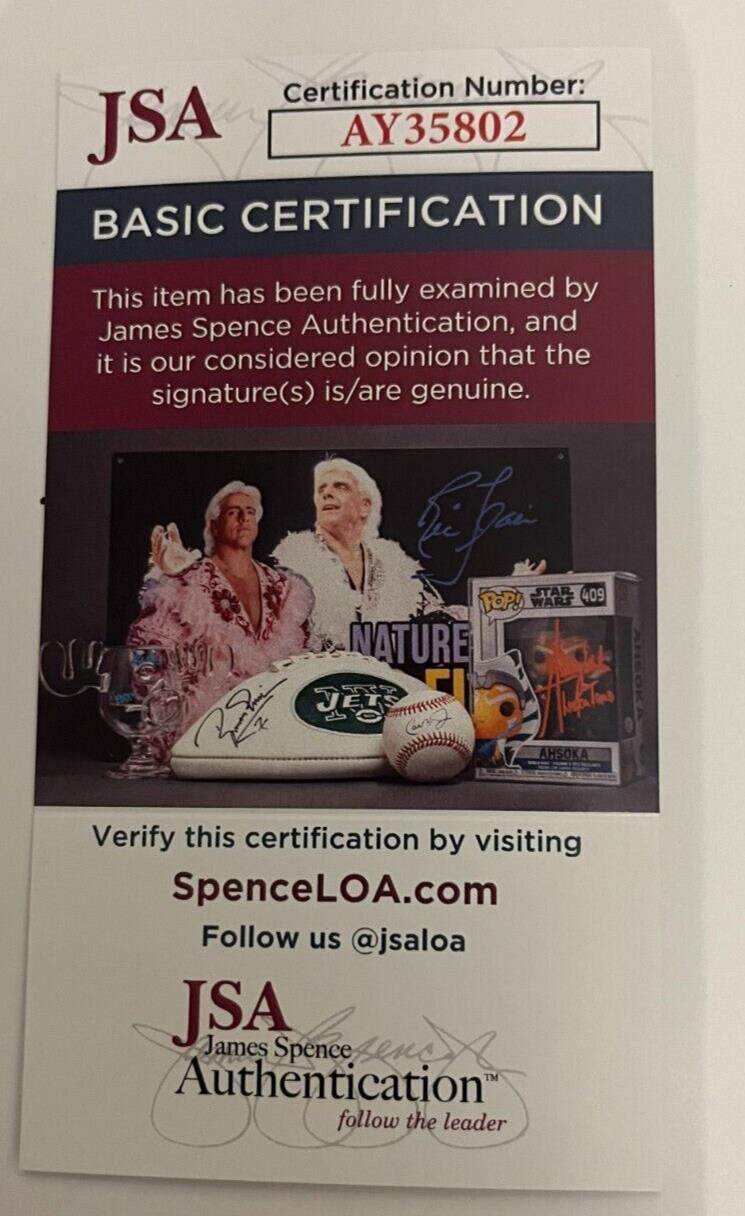 JSA
Certification Number:
AY35802
BASIC CERTIFICATION
This item has been fully examined by
James Spence Authentication, and
it is our considered opinion that the
signature(s) is/are genuine.
NATURE
POP! STAR WARS 409
JETS
AHSOKA
AHSOKA
Verify this certification by visiting
SpenceLOA.com
Follow us @jsaloa
JSA
James Spence
Authentication™
follow the leader